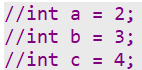 //int a = 2;
//int b = 3;
//int c = 4;